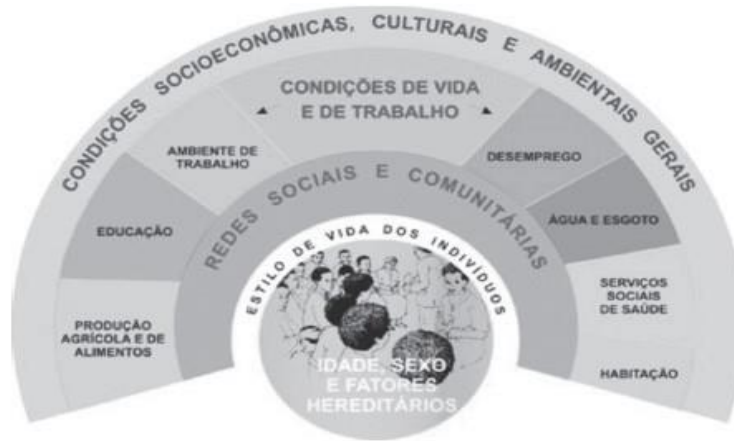 CONDIÇÕES SOCIOECONÔMICAS, CULTURAIS E AMBIENTAIS GERAIS
CONDIÇÕES DE VIDA
E DE TRABALHO
AMBIENTE DE
TRABALHO
DESEMPREGO
REDES SOCIAIS E COMUNITÁRIAS
EDUCAÇÃO
ÁGUA E ESGOTO
ESTILO DE VIDA DOS INDIVÍDUOS
PRODUÇÃO
AGRÍCOLA E DE
ALIMENTOS
SERVIÇOS
SOCIAIS
DE SAÚDE
HABITAÇÃO
IDADE, SEXO
E FATORES
HEREDITÁRIOS